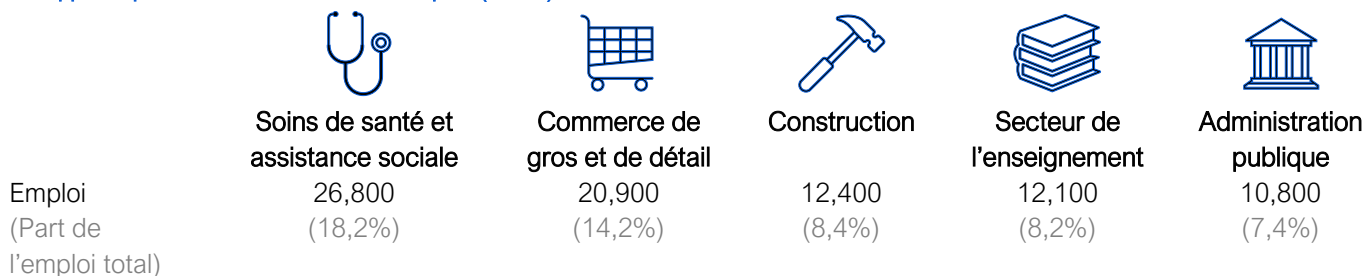 Soins de santé et Commerce de Construction Secteur de Administration
assistance sociale gros et de détail l’enseignement publique
Emploi 26,800 20,900 12,400 12,100 10,800
(Part de (18,2%) (14,2%) (8,4%) (8,2%) (7,4%)
l’emploi total)